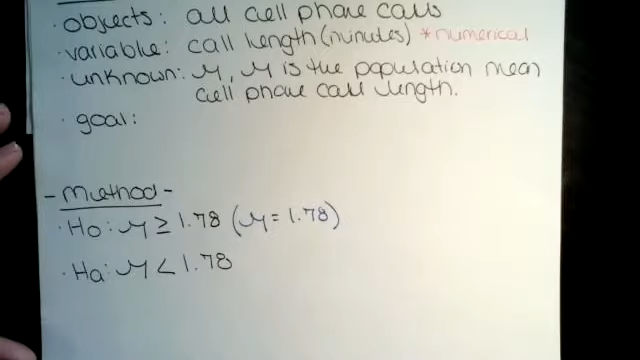 · objects: all cell phone calls
· variable: call length (minutes) *numerical
· unknown: μ, μ is the population mean
cell phone call length.
· goal:
- Method -
· Ho: μ ≥ 1.78 (μ = 1.78)
· Ha: μ < 1.78